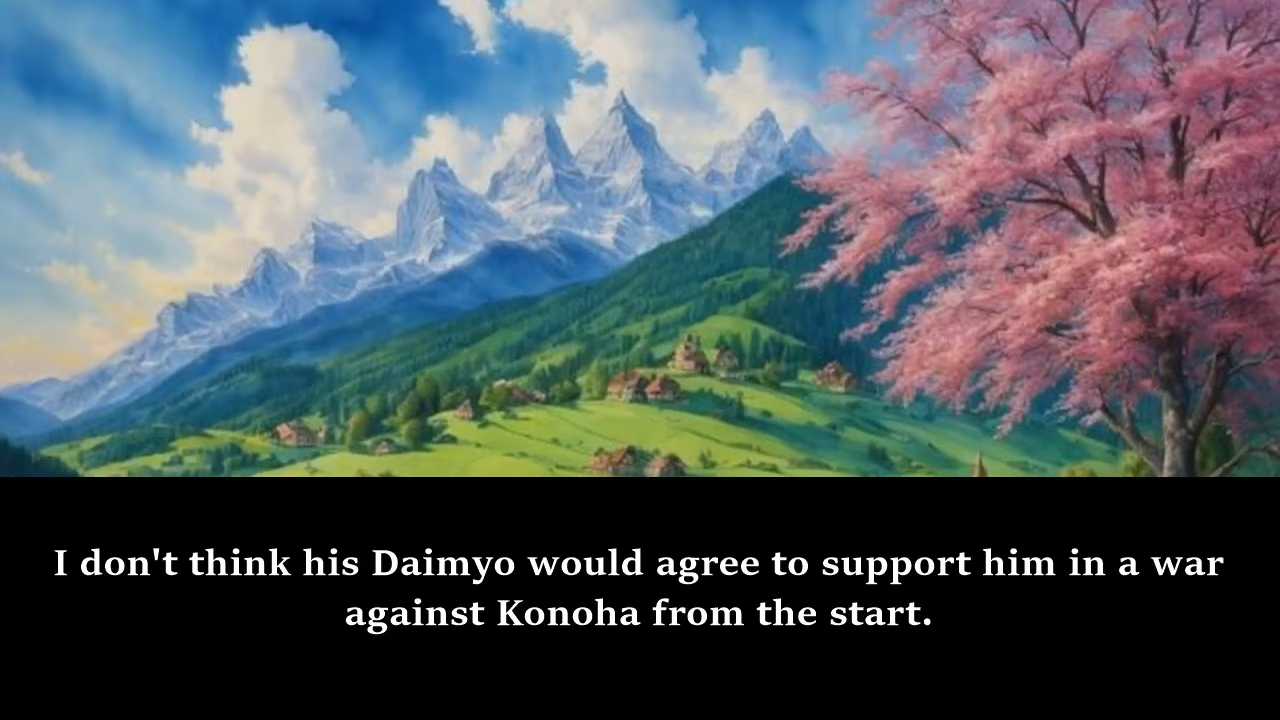 I don't think his Daimyo would agree to support him in a war
against Konoha from the start.